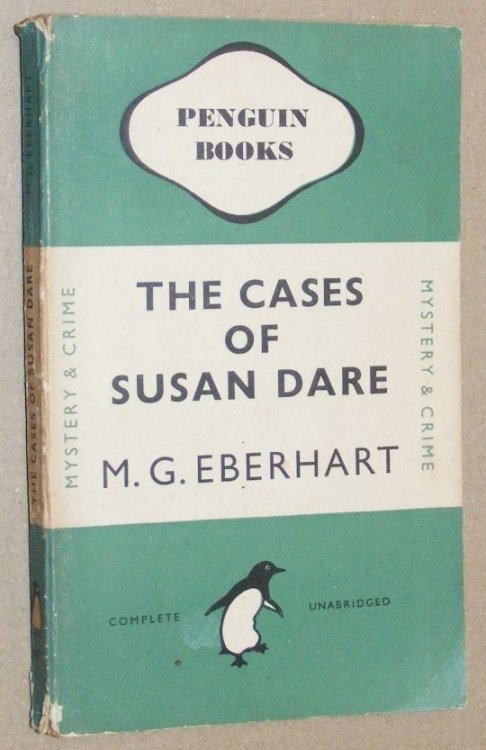 PENGUIN
BOOKS
MYSTERY & CRIME
THE CASES
OF
SUSAN DARE
M. G. EBERHART
MYSTERY & CRIME
COMPLETE
UNABRIDGED
M. G. EBERHART
THE CASES OF SUSAN DARE